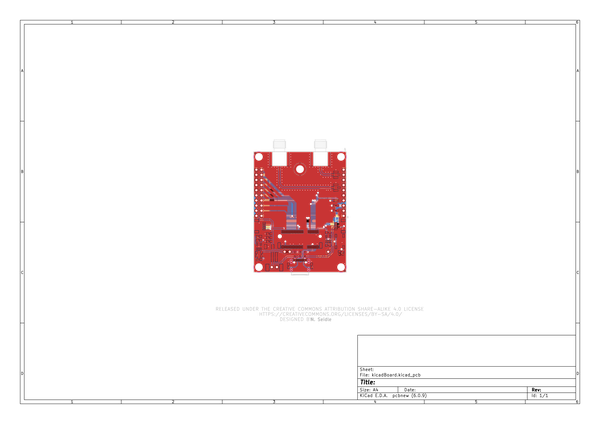 1 2 3 4 5 6
A A
B B
RELEASED UNDER THE CREATIVE COMMONS ATTRIBUTION SHARE-ALIKE 4.0 LICENSE
HTTPS://CREATIVECOMMONS.ORG/LICENSES/BY-SA/4.0/
DESIGNED BY N. Seidle
C C
Sheet:
File: kicadBoard.kicad_pcb
Title:
Size: A4 Date: Rev:
KiCad E.D.A. pcbnew (6.0.9) Id: 1/1
D D
1 2 3 4 5 6